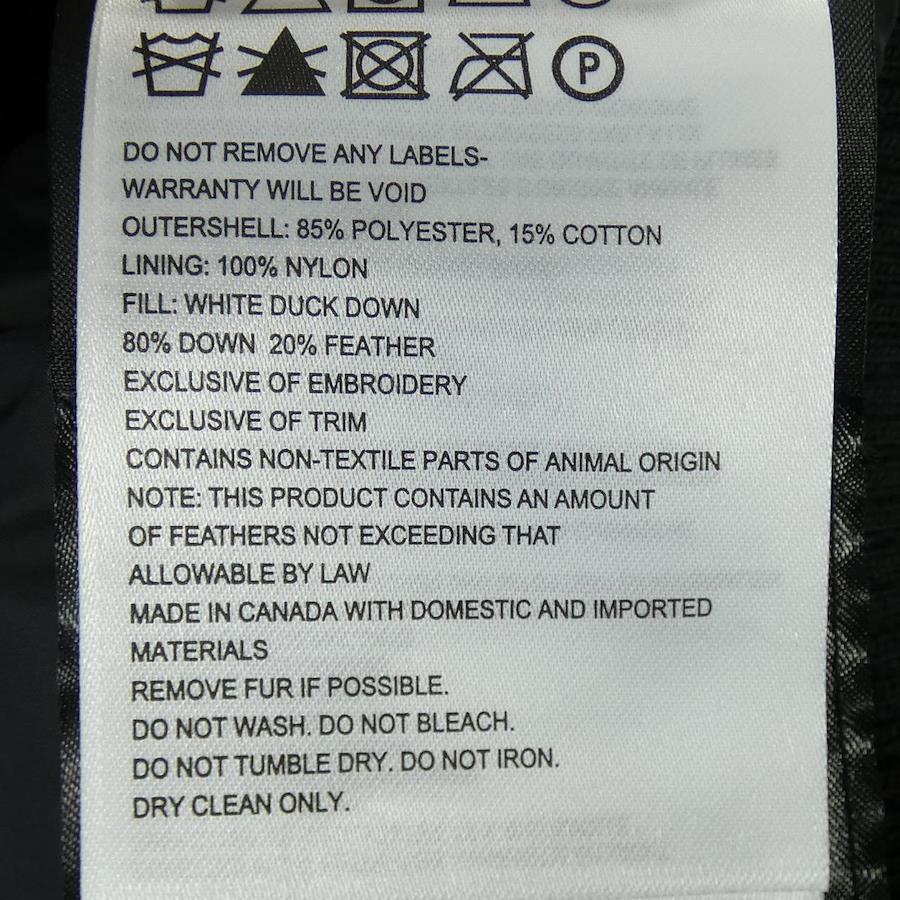 P
DO NOT REMOVE ANY LABELS-
WARRANTY WILL BE VOID
OUTERSHELL: 85% POLYESTER, 15% COTTON
LINING: 100% NYLON
FILL: WHITE DUCK DOWN
80% DOWN 20% FEATHER
EXCLUSIVE OF EMBROIDERY
EXCLUSIVE OF TRIM
CONTAINS NON-TEXTILE PARTS OF ANIMAL ORIGIN
NOTE: THIS PRODUCT CONTAINS AN AMOUNT
OF FEATHERS NOT EXCEEDING THAT
ALLOWABLE BY LAW
MADE IN CANADA WITH DOMESTIC AND IMPORTED
MATERIALS
REMOVE FUR IF POSSIBLE.
DO NOT WASH. DO NOT BLEACH.
DO NOT TUMBLE DRY. DO NOT IRON.
DRY CLEAN ONLY.